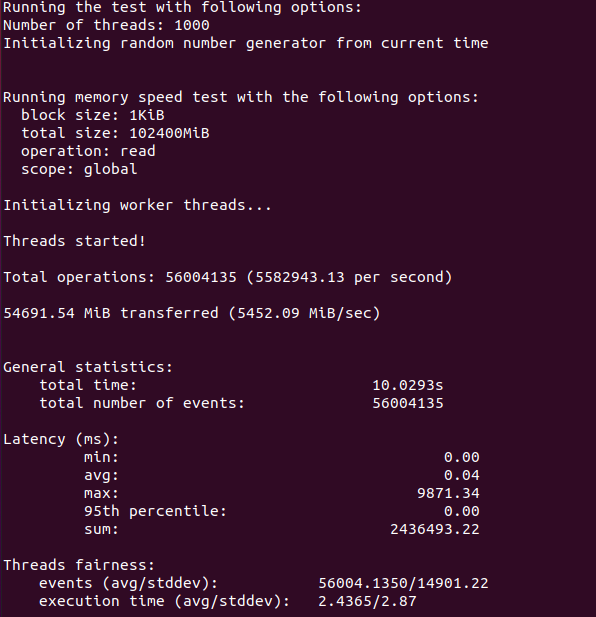 Running the test with following options:
Number of threads: 1000
Initializing random number generator from current time
Running memory speed test with the following options:
block size: 1KiB
total size: 102400MiB
operation: read
scope: global
Initializing worker threads...
Threads started!
Total operations: 56004135 (5582943.13 per second)
54691.54 MiB transferred (5452.09 MiB/sec)
General statistics:
total time: 10.0293s
total number of events: 56004135
Latency (ms):
min: 0.00
avg: 0.04
max: 9871.34
95th percentile: 0.00
sum: 2436493.22
Threads fairness:
events (avg/stddev): 56004.1350/14901.22
execution time (avg/stddev): 2.4365/2.87